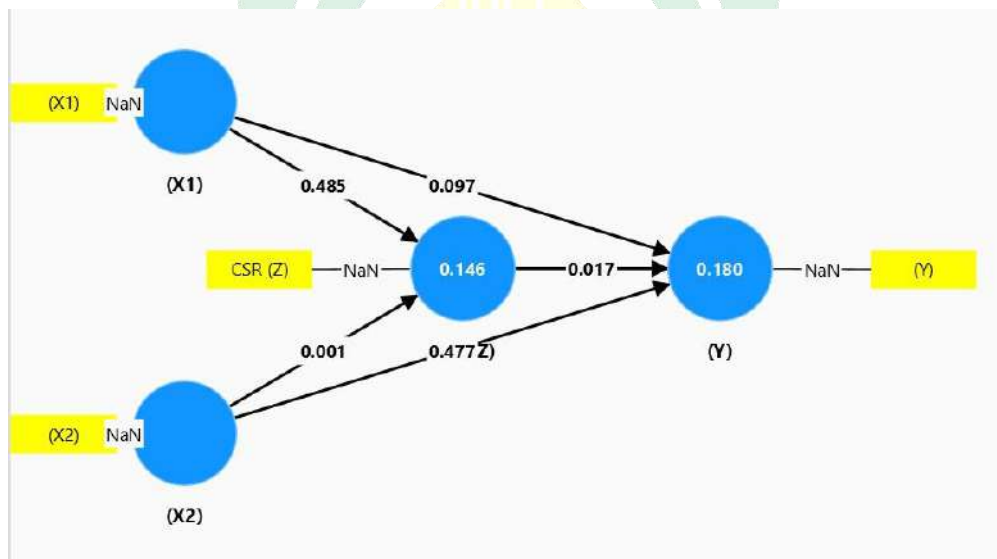 (X1) NaN
(X1)
0.485
0.097
CSR (Z) NaN 0.146 0.017 0.180 NaN (Y)
0.001
0.477 Z)
(Y)
(X2) NaN
(X2)